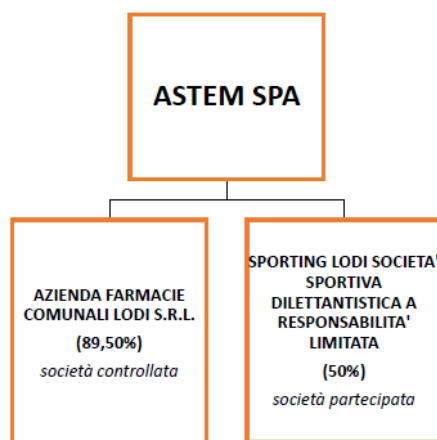 ASTEM SPA
AZIENDA FARMACIE
COMUNALI LODI S.R.L.
(89,50%)
società controllata
SPORTING LODI SOCIETA'
SPORTIVA
DILETTANTISTICA A
RESPONSABILITA'
LIMITATA
(50%)
società partecipata